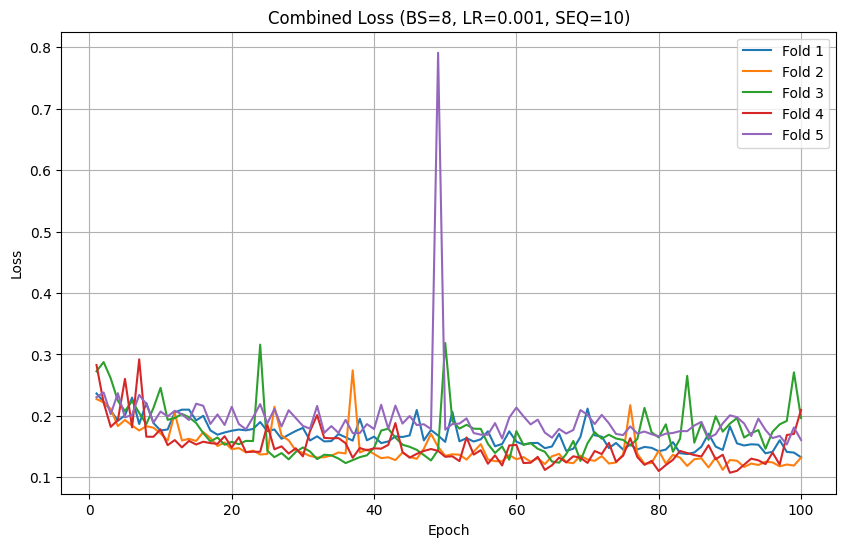 Combined Loss (BS=8, LR=0.001, SEQ=10)
Fold 1
Fold 2
Fold 3
Fold 4
Fold 5
Loss
0.8
0.7
0.6
0.5
0.4
0.3
0.2
0.1
0 20 40 60 80 100
Epoch